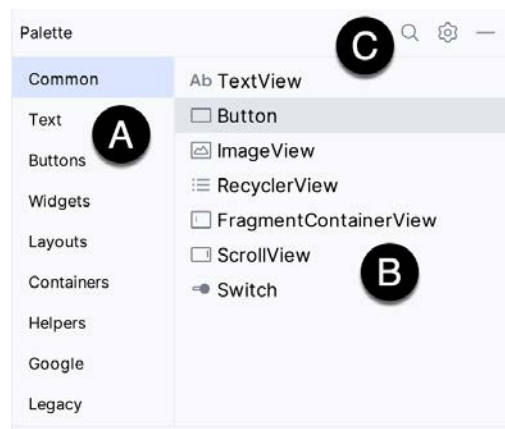 Palette
C
Common
Text
A
Buttons
Widgets
Layouts
Containers
Helpers
Google
Legacy
Ab TextView
Button
ImageView
RecyclerView
FragmentContainerView
ScrollView
B
Switch